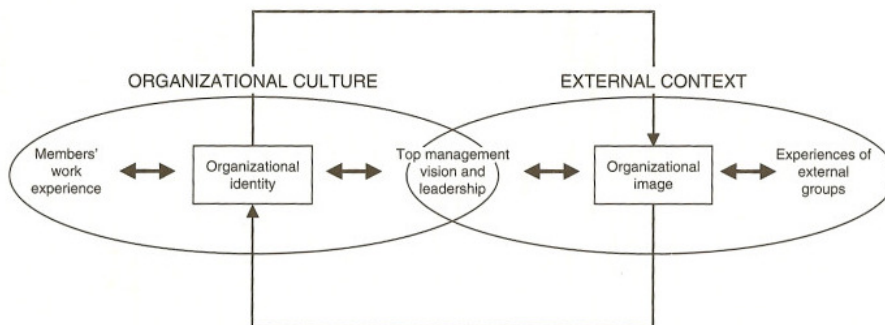 ORGANIZATIONAL CULTURE
EXTERNAL CONTEXT
Members'
work
experience
Organizational
identity
Top management
vision and
leadership
Organizational
image
Experiences of
external
groups